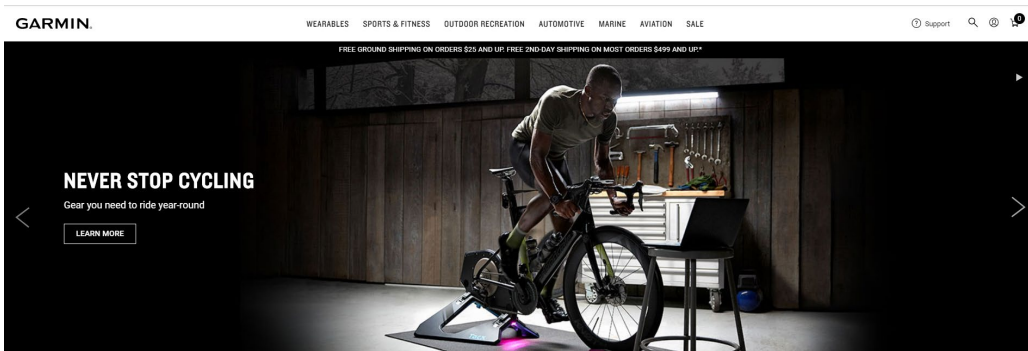 GARMIN.
WEARABLES SPORTS & FITNESS OUTDOOR RECREATION AUTOMOTIVE MARINE AVIATION SALE
Support
0
FREE GROUND SHIPPING ON ORDERS $25 AND UP. FREE 2ND-DAY SHIPPING ON MOST ORDERS $499 AND UP.*
NEVER STOP CYCLING
Gear you need to ride year-round
LEARN MORE